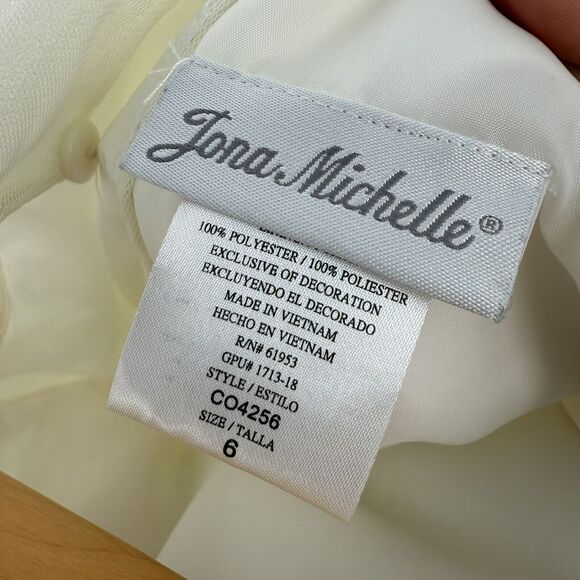 Jona Michelle®
100% POLYESTER / 100% POLIESTER
EXCLUSIVE OF DECORATION
EXCLUYENDO EL DECORADO
MADE IN VIETNAM
HECHO EN VIETNAM
R/N# 61953
GPU# 1713-18
STYLE / ESTILO
CO4256
SIZE / TALLA
6